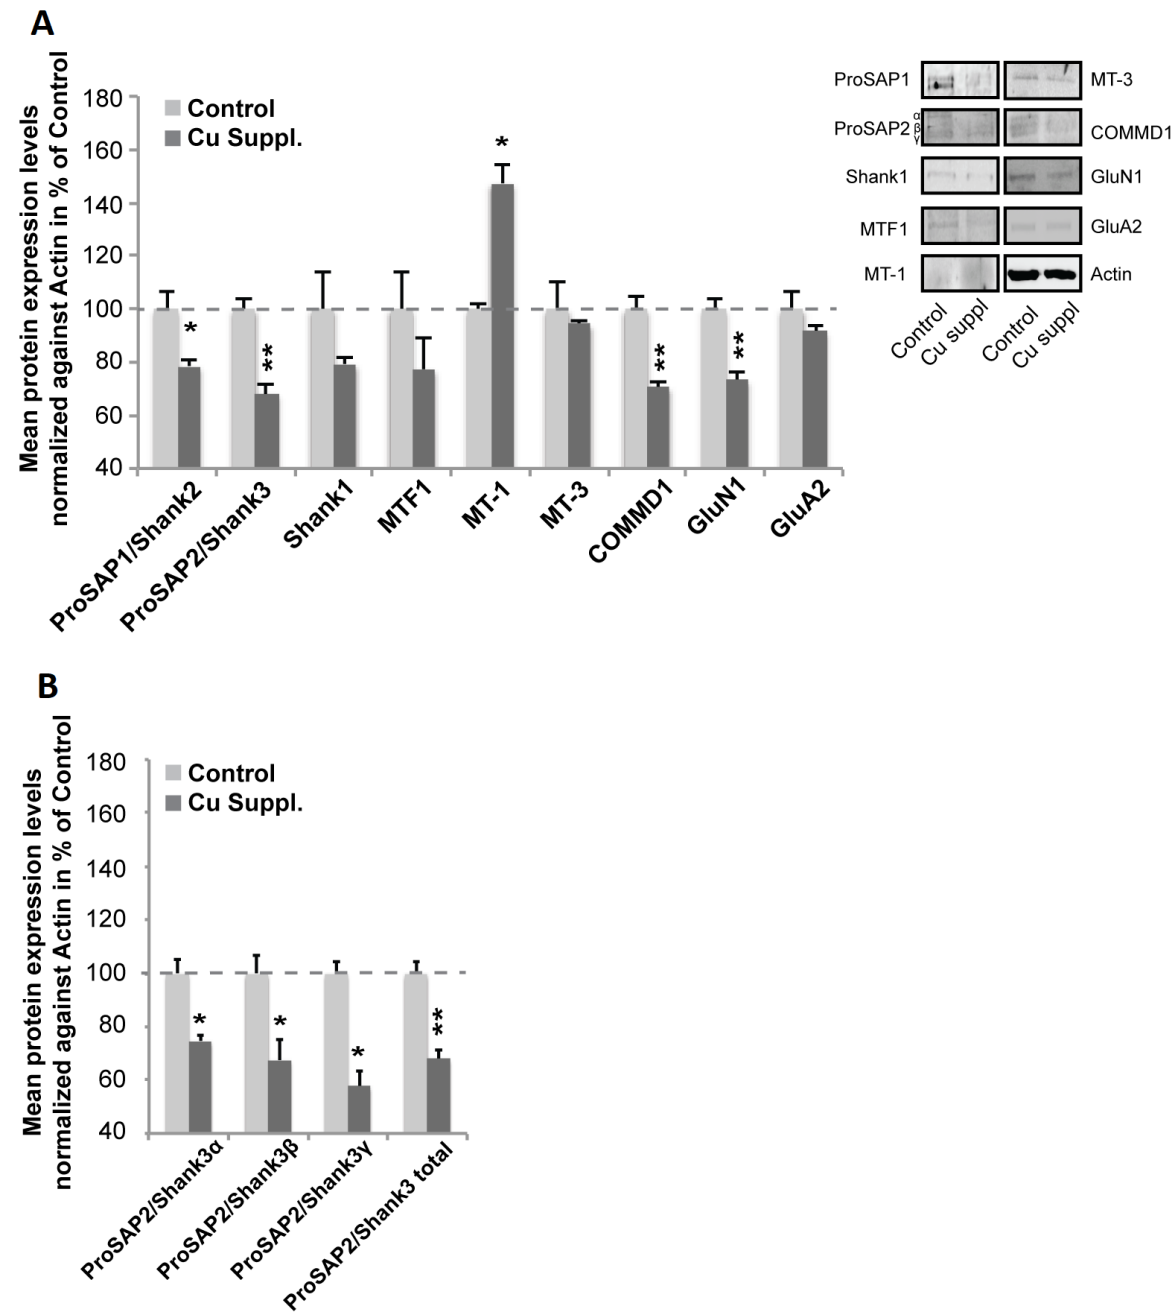 A
Mean protein expression levels
normalized against Actin in % of Control
180
160
140
120
100
80
60
40
Control
Cu Suppl.
*
**
*
**
**
ProSAP1/Shank2
ProSAP2/Shank3
Shank1
MTF1
MT-1
MT-3
COMMD1
GluN1
GluA2
ProSAP1
MT-3
ProSAP2
α
β
γ
COMMD1
Shank1
GluN1
MTF1
GluA2
MT-1
Actin
Control
Cu suppl
Control
Cu suppl
B
Mean protein expression levels
normalized against Actin in % of Control
180
160
140
120
100
80
60
40
Control
Cu Suppl.
*
*
*
**
ProSAP2/Shank3α
ProSAP2/Shank3β
ProSAP2/Shank3γ
ProSAP2/Shank3 total